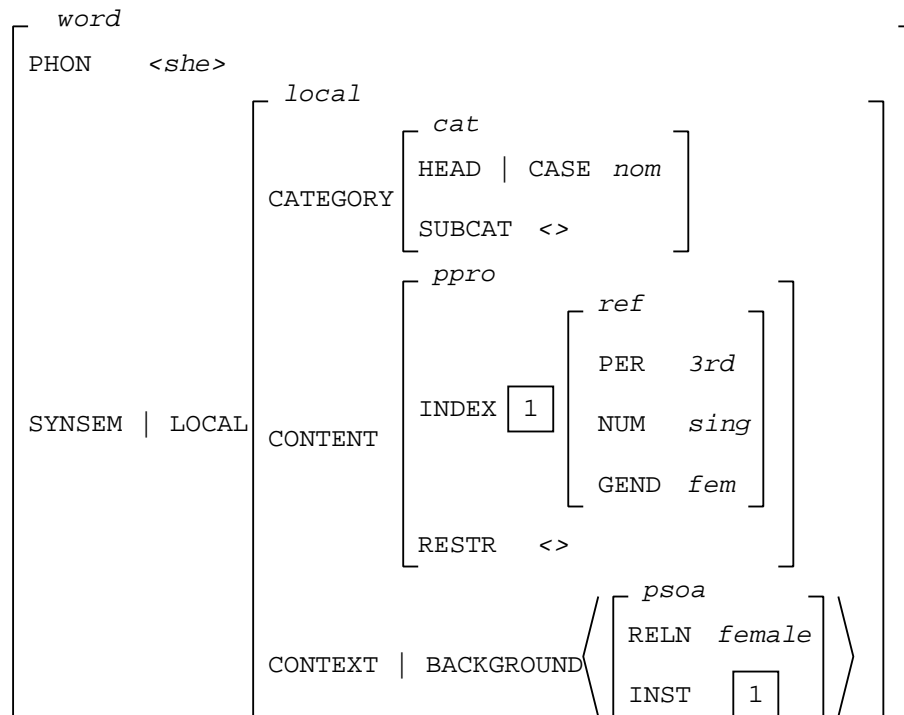 word
PHON <she>
local
cat
HEAD | CASE nom
CATEGORY
SUBCAT <>
ppro
ref
PER 3rd
INDEX 1
NUM sing
SYNSEM | LOCAL
CONTENT
GEND fem
RESTR <>
psoa
RELN female
CONTEXT | BACKGROUND
INST 1